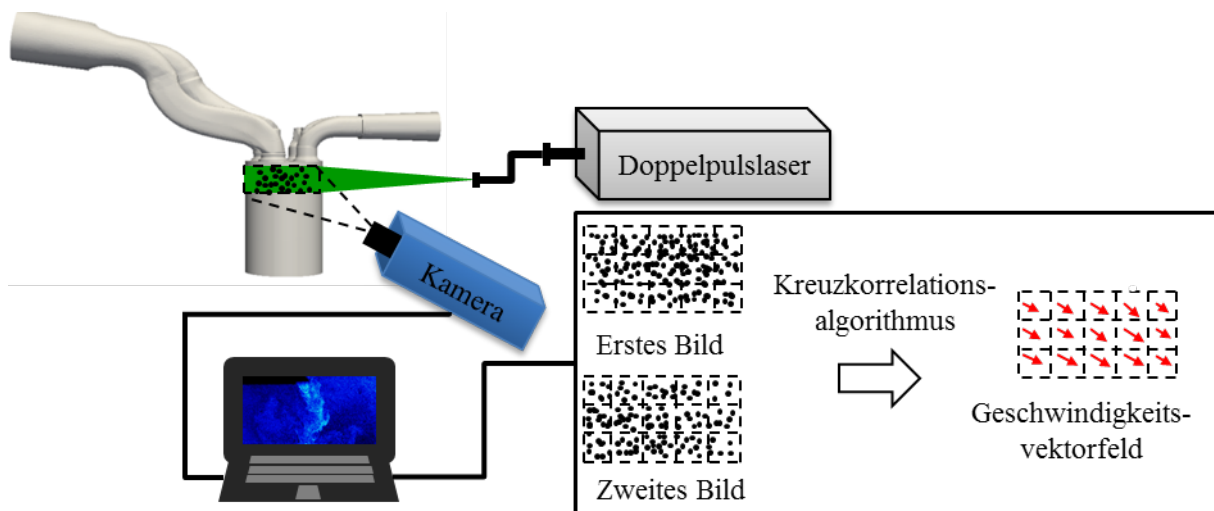 Doppelpulslaser
Kamera
Erstes Bild
Zweites Bild
Kreuzkorrelations-
algorithmus
Geschwindigkeits-
vektorfeld